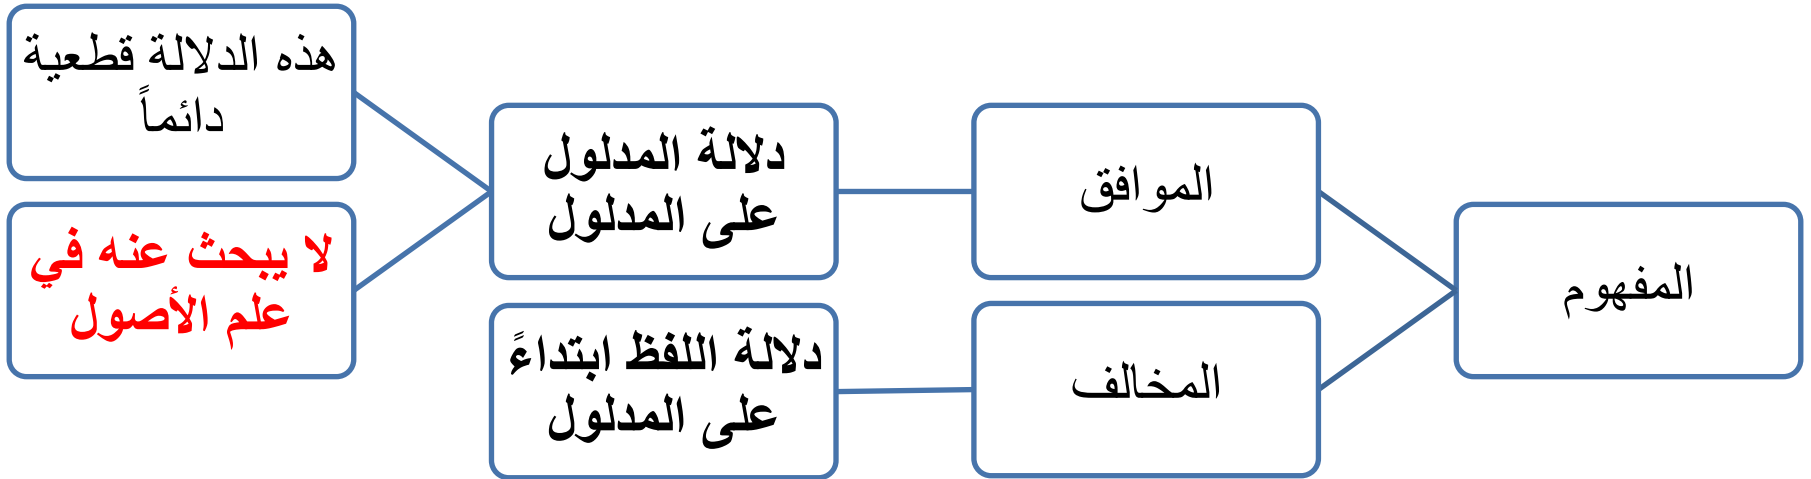 المفهوم
الموافق
دلالة المدلول
على المدلول
هذه الدلالة قطعية
دائماً
لا يبحث عنه في
علم الأصول
المخالف
دلالة اللفظ ابتداءً
على المدلول